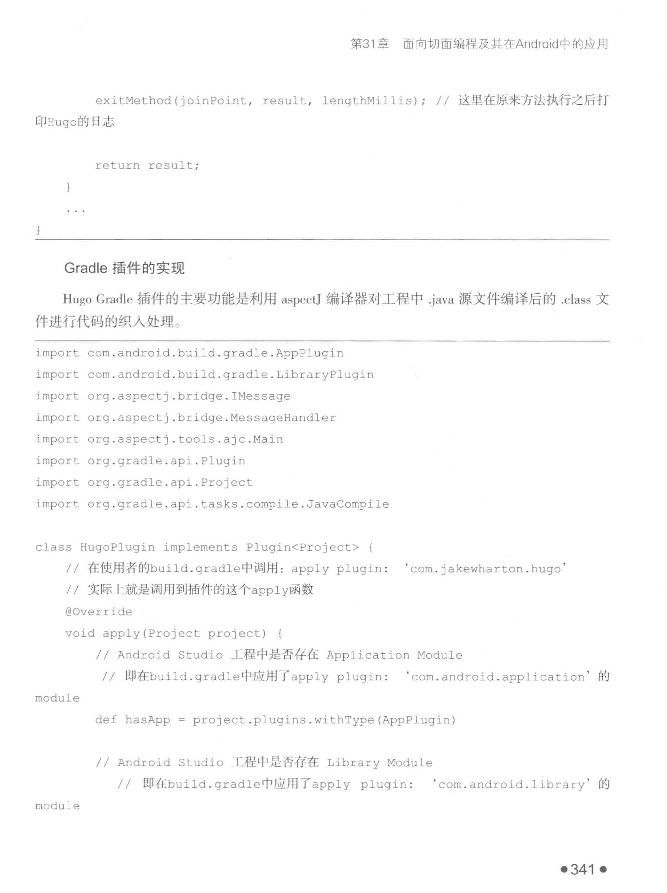 第31章 面向切面编程及其在Android中的应用
exitMethod(joinPoint, result, lengthMillis); // 这里在原来方法执行之后打
印Hugo的日志
return result;
}
...
}
Gradle 插件的实现
Hugo Gradle 插件的主要功能是利用 aspectJ 编译器对工程中 .java 源文件编译后的 .class 文
件进行代码的织入处理。
import com.android.build.gradle.AppPlugin
import com.android.build.gradle.LibraryPlugin
import org.aspectj.bridge.IMessage
import org.aspectj.bridge.MessageHandler
import org.aspectj.tools.ajc.Main
import org.gradle.api.Plugin
import org.gradle.api.Project
import org.gradle.api.tasks.compile.JavaCompile
class HugoPlugin implements Plugin<Project> {
// 在使用者的build.gradle中调用：apply plugin: 'com.jakewharton.hugo'
// 实际上就是调用到插件的这个apply函数
@Override
void apply(Project project) {
// Android Studio 工程中是否存在 Application Module
// 即在build.gradle中应用了apply plugin: 'com.android.application' 的
module
def hasApp = project.plugins.withType(AppPlugin)
// Android Studio 工程中是否存在 Library Module
// 即在build.gradle中应用了apply plugin: 'com.android.library' 的
module
●341●